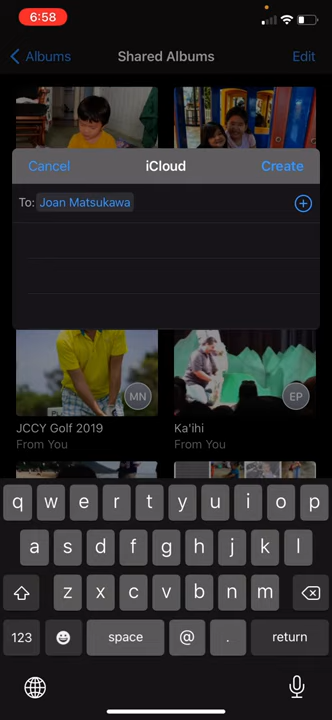 6:58
Albums
Shared Albums
Edit
Cancel
iCloud
Create
To: Joan Matsukawa
MN
EP
JCCY Golf 2019
Ka'ihi
From You
From You
q w e r t y u i o p
a s d f g h j k l
z x c v b n m
123
space
@
.
return